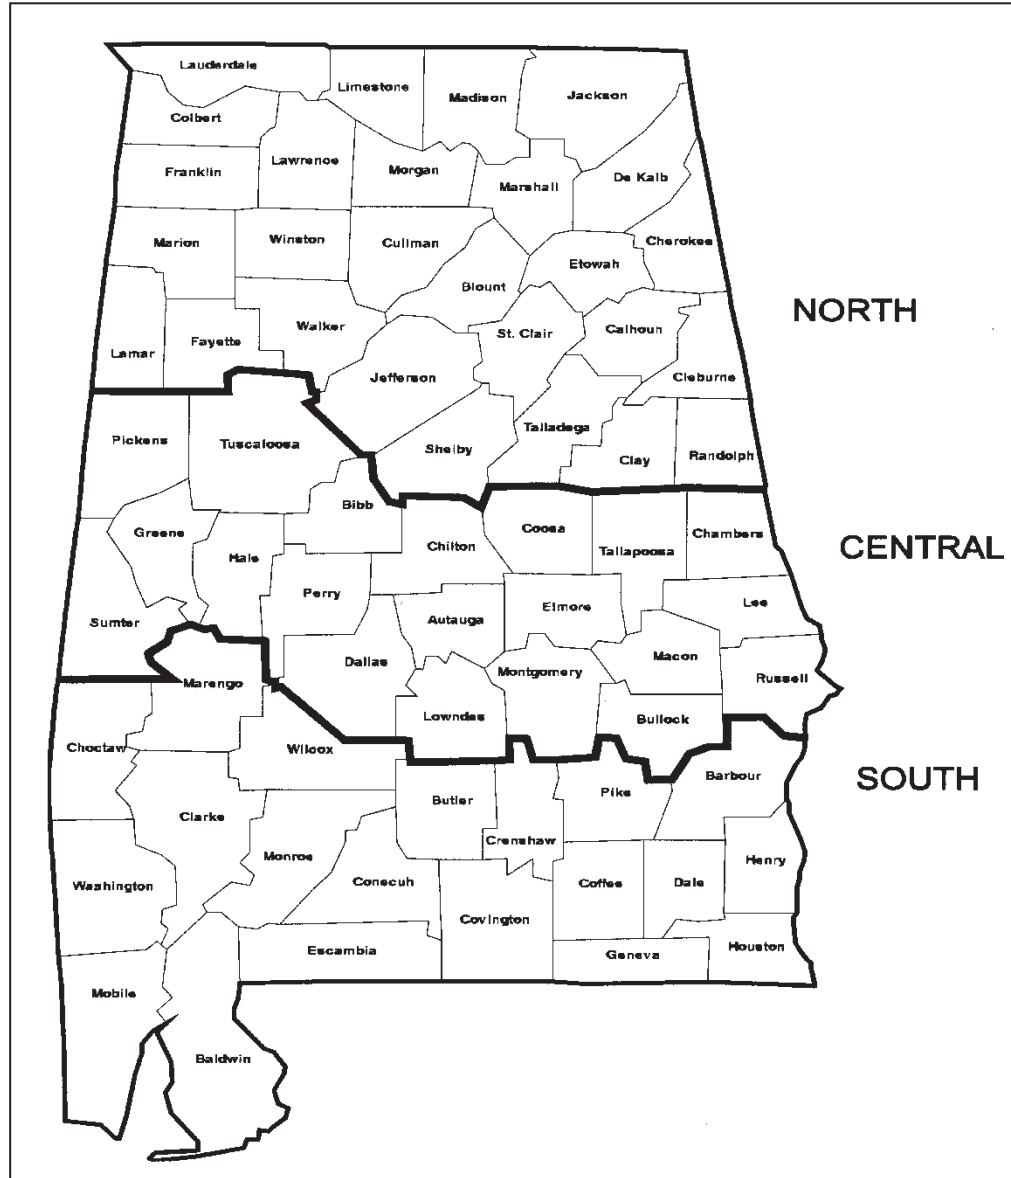 Lauderdale
Limestone
Madison
Jackson
Colbert
Lawrence
Franklin
Morgan
Marshall
De Kalb
Marion
Winston
Cullman
Cherokee
Etowah
Blount
NORTH
St. Clair
Calhoun
Walker
Fayette
Lamar
Jefferson
Cleburne
Talladega
Pickens
Tuscaloosa
Shelby
Clay
Randolph
Bibb
Greene
Coosa
Chambers
CENTRAL
Hale
Chilton
Tallapoosa
Perry
Elmore
Lee
Sumter
Autauga
Dallas
Macon
Montgomery
Marengo
Russell
Lowndes
Bullock
Choctaw
Wilcox
SOUTH
Barbour
Butler
Pike
Clarke
Crenshaw
Monroe
Henry
Washington
Conecuh
Coffee
Dale
Covington
Escambia
Geneva
Houston
Mobile
Baldwin